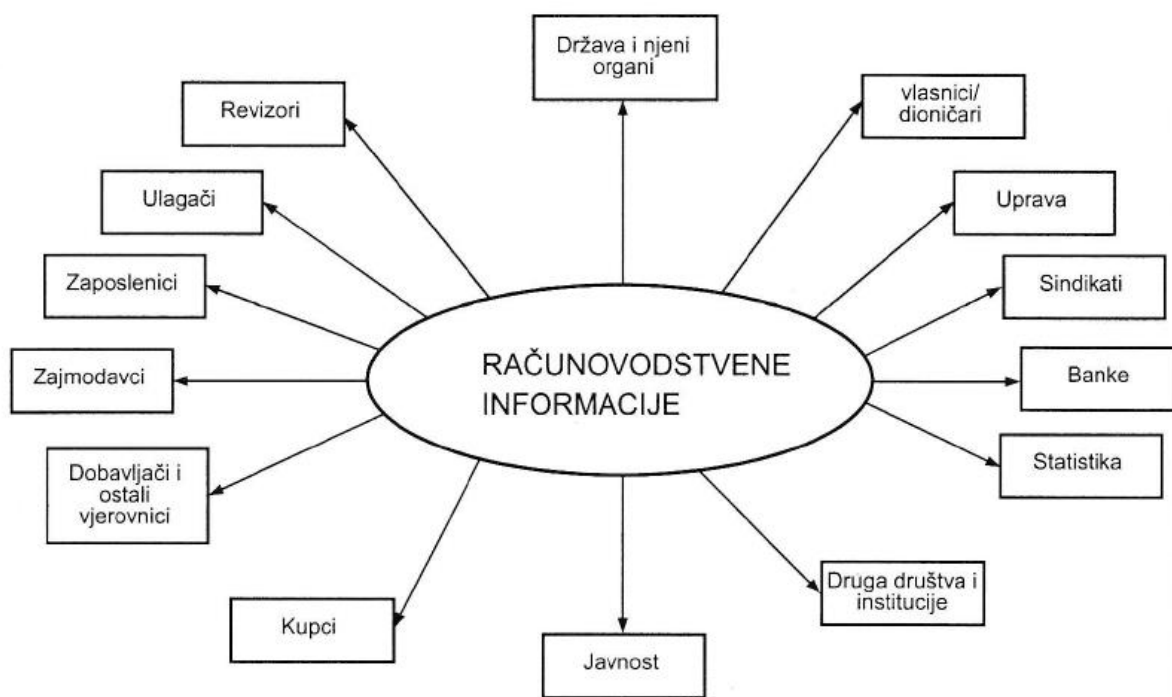 Država i njeni
organi
Revizori
vlasnici/
dioničari
Ulagači
Uprava
Zaposlenici
Sindikati
RAČUNOVODSTVENE
INFORMACIJE
Zajmodavci
Banke
Dobavljači i
ostali
vjerovnici
Statistika
Druga društva i
institucije
Kupci
Javnost